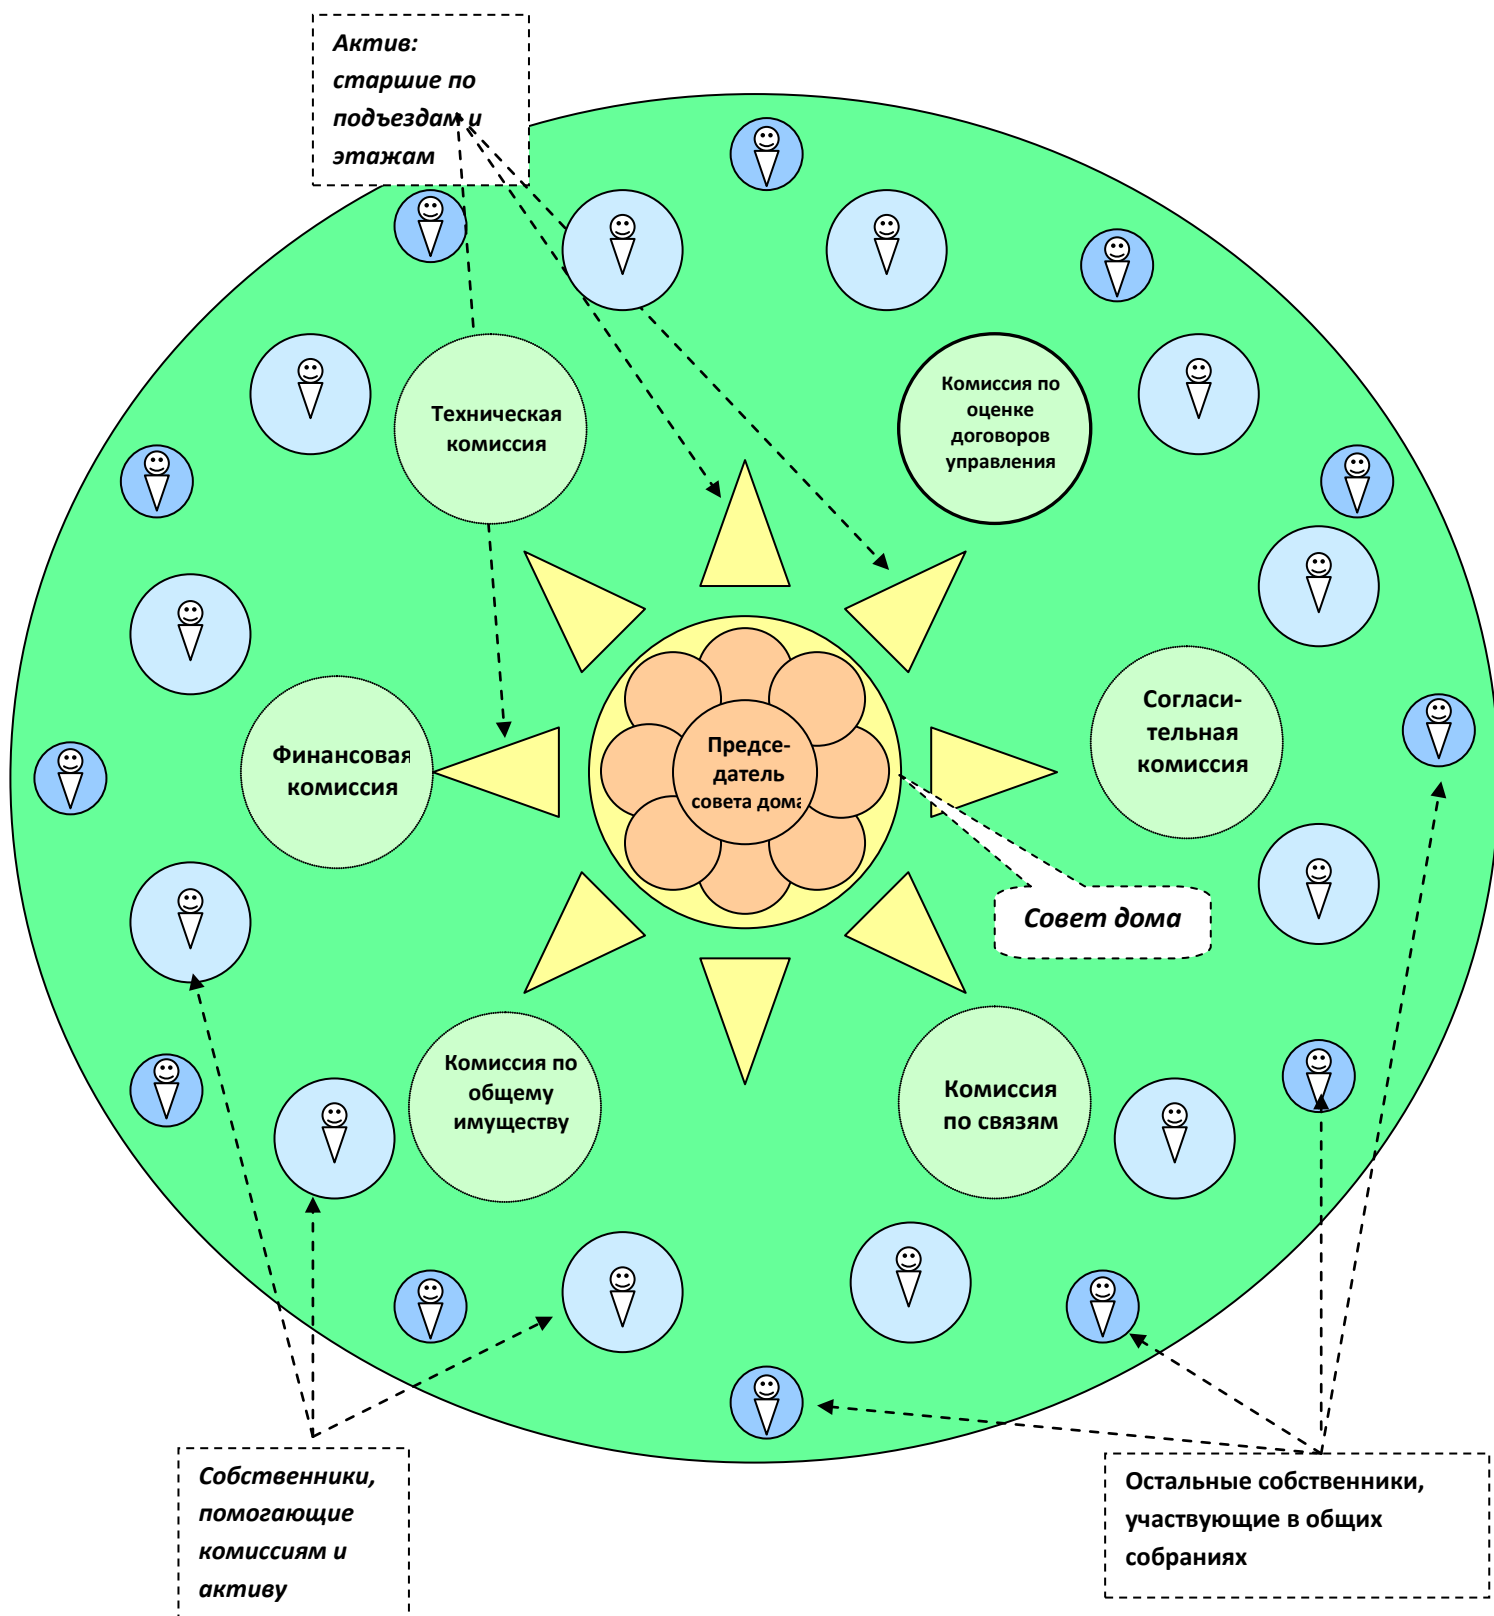 Актив:
старшие по
подъездам и
этажам
Техническая
комиссия
Комиссия по
оценке
договоров
управления
Финансовая
комиссия
Предсе-
датель
совета дома
Согласи-
тельная
комиссия
Совет дома
Комиссия по
общему
имуществу
Комиссия
по связям
Собственники,
помогающие
комиссиям и
активу
Остальные собственники,
участвующие в общих
собраниях